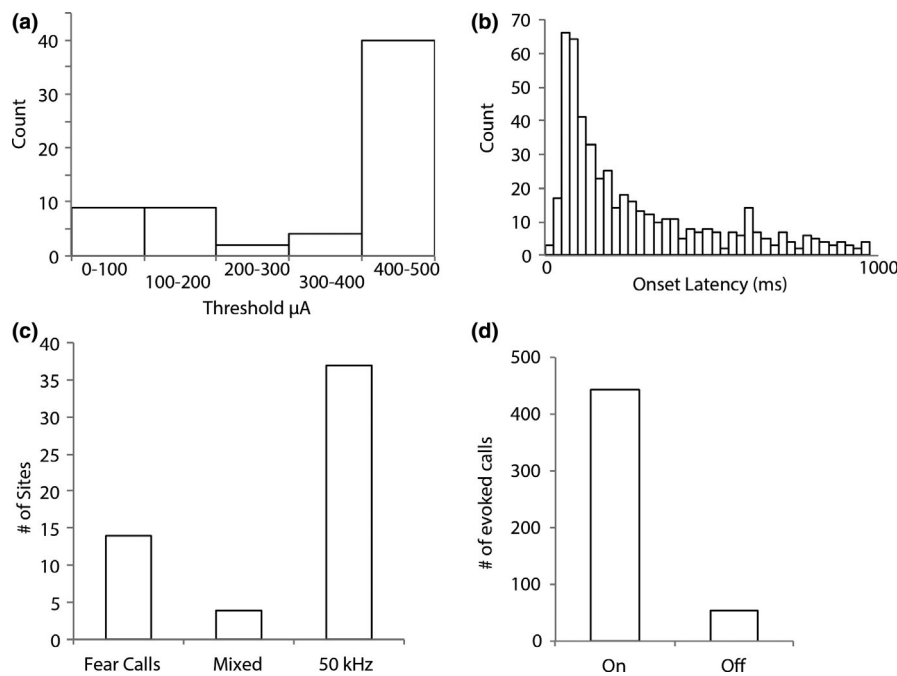 (a)
Count
40
30
20
10
0
0-100
100-200
200-300
300-400
400-500
Threshold µA
(b)
Count
70
60
50
40
30
20
10
0
0
1000
Onset Latency (ms)
(c)
# of Sites
40
35
30
25
20
15
10
5
0
Fear Calls
Mixed
50 kHz
(d)
# of evoked calls
500
400
300
200
100
0
On
Off